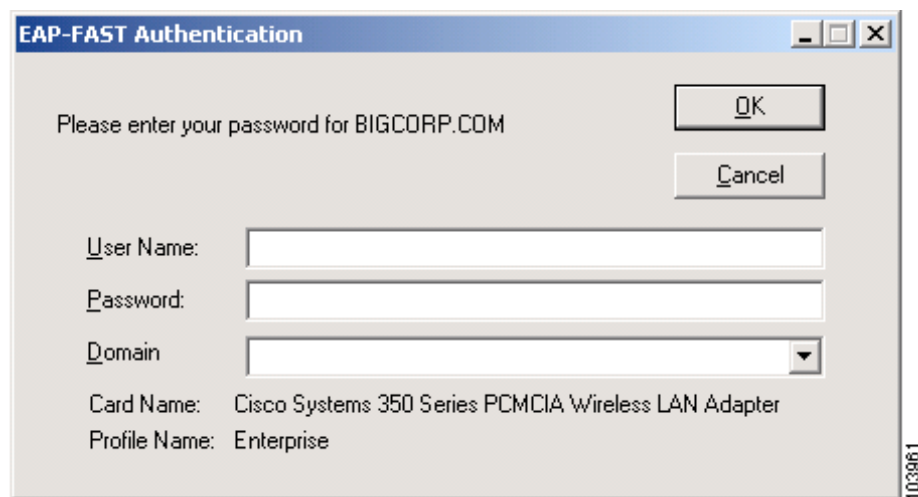 EAP-FAST Authentication
OK
Please enter your password for BIGCORP.COM
Cancel
User Name:
Password:
Domain
Card Name: Cisco Systems 350 Series PCMCIA Wireless LAN Adapter
Profile Name: Enterprise
103961